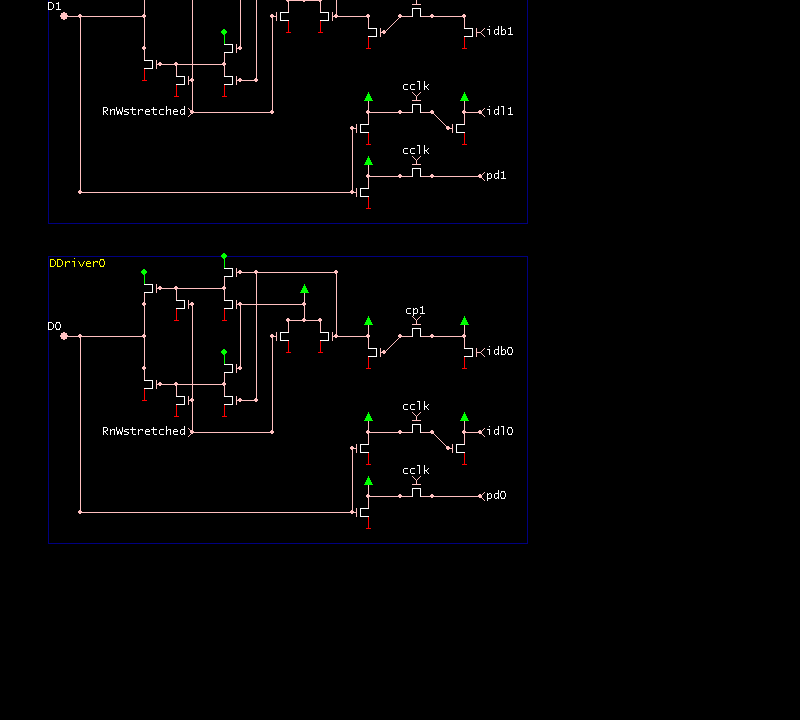 D1
idb1
cclk
RnWstretched
idl1
cclk
pd1
DDriver0
cp1
D0
idb0
cclk
RnWstretched
idl0
cclk
pd0